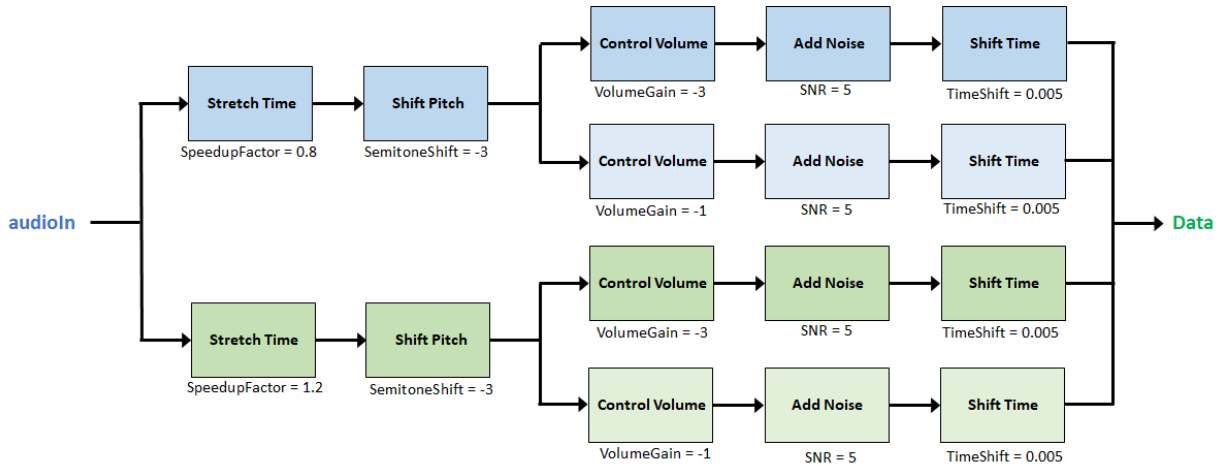 Control Volume
Add Noise
Shift Time
VolumeGain = -3
SNR = 5
TimeShift = 0.005
Stretch Time
Shift Pitch
SpeedupFactor = 0.8
SemitoneShift = -3
Control Volume
Add Noise
Shift Time
VolumeGain = -1
SNR = 5
TimeShift = 0.005
audioIn
Data
Control Volume
Add Noise
Shift Time
VolumeGain = -3
SNR = 5
TimeShift = 0.005
Stretch Time
Shift Pitch
SpeedupFactor = 1.2
SemitoneShift = -3
Control Volume
Add Noise
Shift Time
VolumeGain = -1
SNR = 5
TimeShift = 0.005